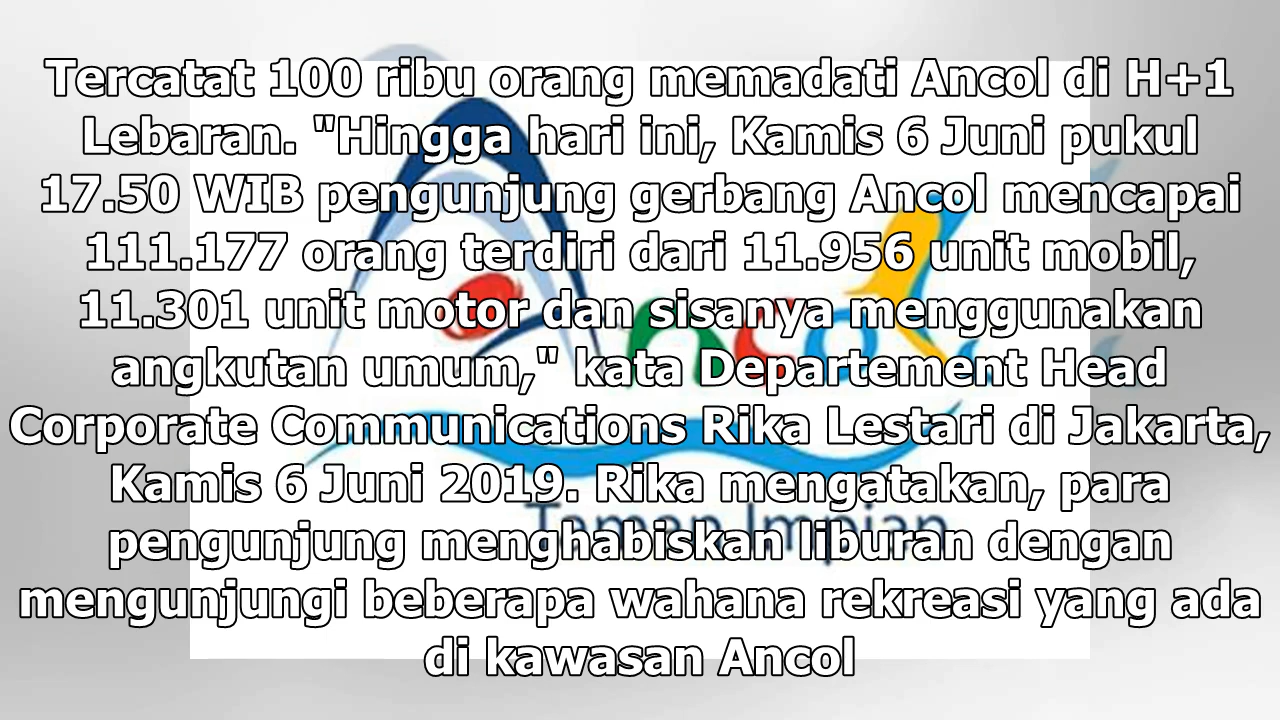 Tercatat 100 ribu orang memadati Ancol di H+1
Lebaran. "Hingga hari ini, Kamis 6 Juni pukul
17.50 WIB pengunjung gerbang Ancol mencapai
111.177 orang terdiri dari 11.956 unit mobil,
11.301 unit motor dan sisanya menggunakan
angkutan umum," kata Departement Head
Corporate Communications Rika Lestari di Jakarta,
Kamis 6 Juni 2019. Rika mengatakan, para
pengunjung menghabiskan liburan dengan
mengunjungi beberapa wahana rekreasi yang ada
di kawasan Ancol
Ancol
Taman Impian